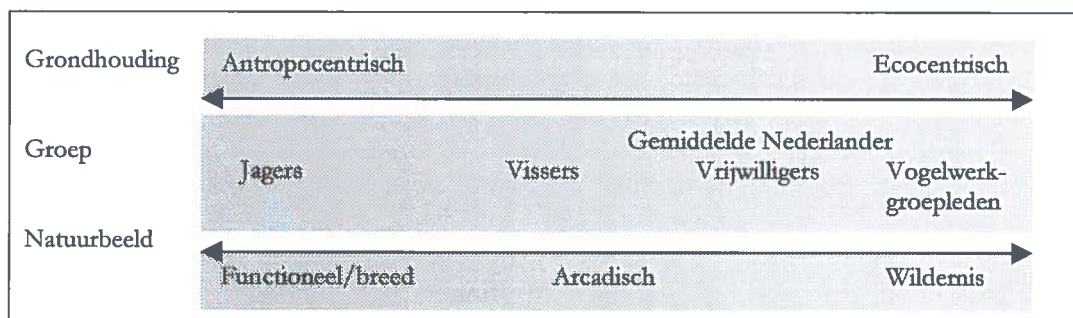 Grondhouding Antropocentrisch Ecocentrisch
Gemiddelde Nederlander
Groep Jagers Vissers Vrijwilligers Vogelwerk-
groepleden
Natuurbeeld
Functioneel/breed Arcadisch Wildernis